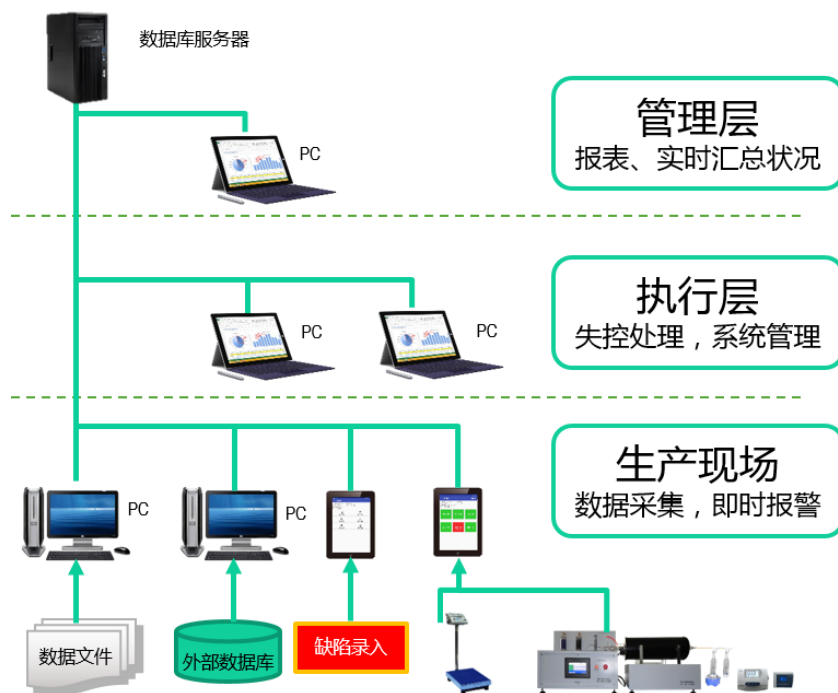 数据库服务器
PC
管理层
报表、实时汇总状况
PC
PC
执行层
失控处理，系统管理
PC
PC
生产现场
数据采集，即时报警
数据文件
外部数据库
缺陷录入